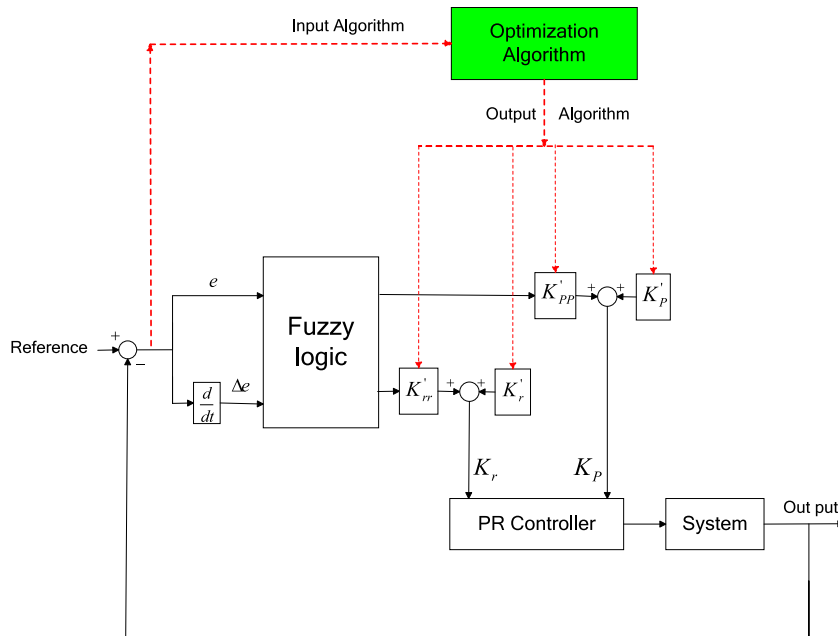 Input Algorithm
Optimization
Algorithm
Output Algorithm
e
K'PP
+
+
K'P
Fuzzy
logic
Reference
+
−
d
dt
Δe
K'rr
+
+
K'r
Kr
KP
PR Controller
System
Out put